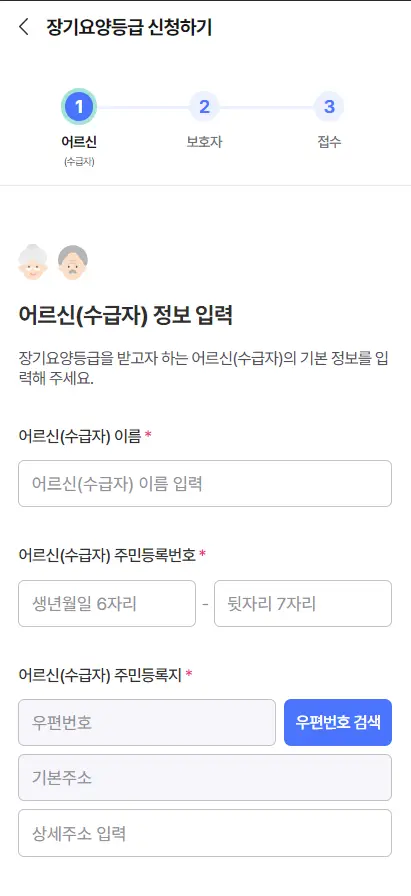 장기요양등급 신청하기
1
2
3
어르신
보호자
접수
(수급자)
어르신(수급자) 정보 입력
장기요양등급을 받고자 하는 어르신(수급자)의 기본 정보를 입
력해 주세요.
어르신(수급자) 이름 *
어르신(수급자) 이름 입력
어르신(수급자) 주민등록번호 *
생년월일 6자리 - 뒷자리 7자리
어르신(수급자) 주민등록지 *
우편번호
우편번호 검색
기본주소
상세주소 입력